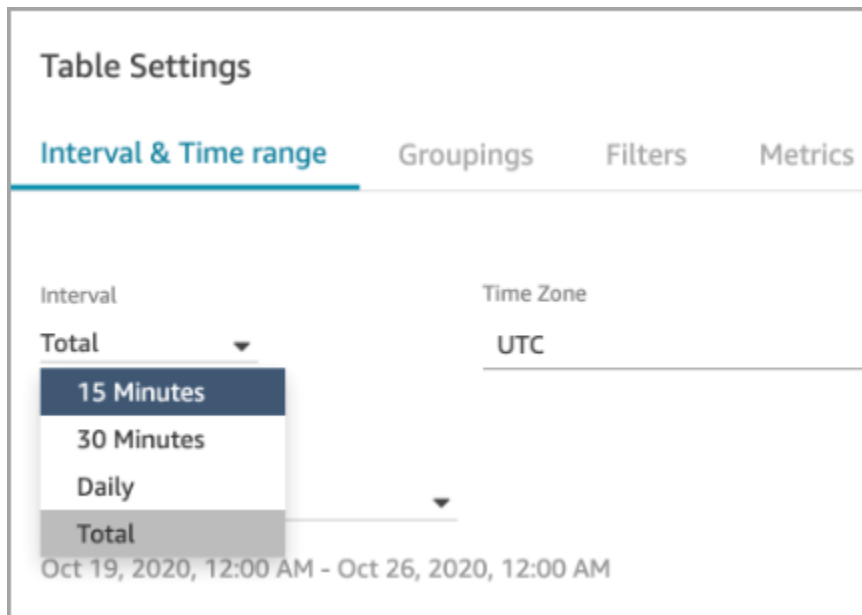 Table Settings
Interval & Time range Groupings Filters Metrics
Interval Time Zone
Total UTC
15 Minutes
30 Minutes
Daily
Total
Oct 19, 2020, 12:00 AM - Oct 26, 2020, 12:00 AM